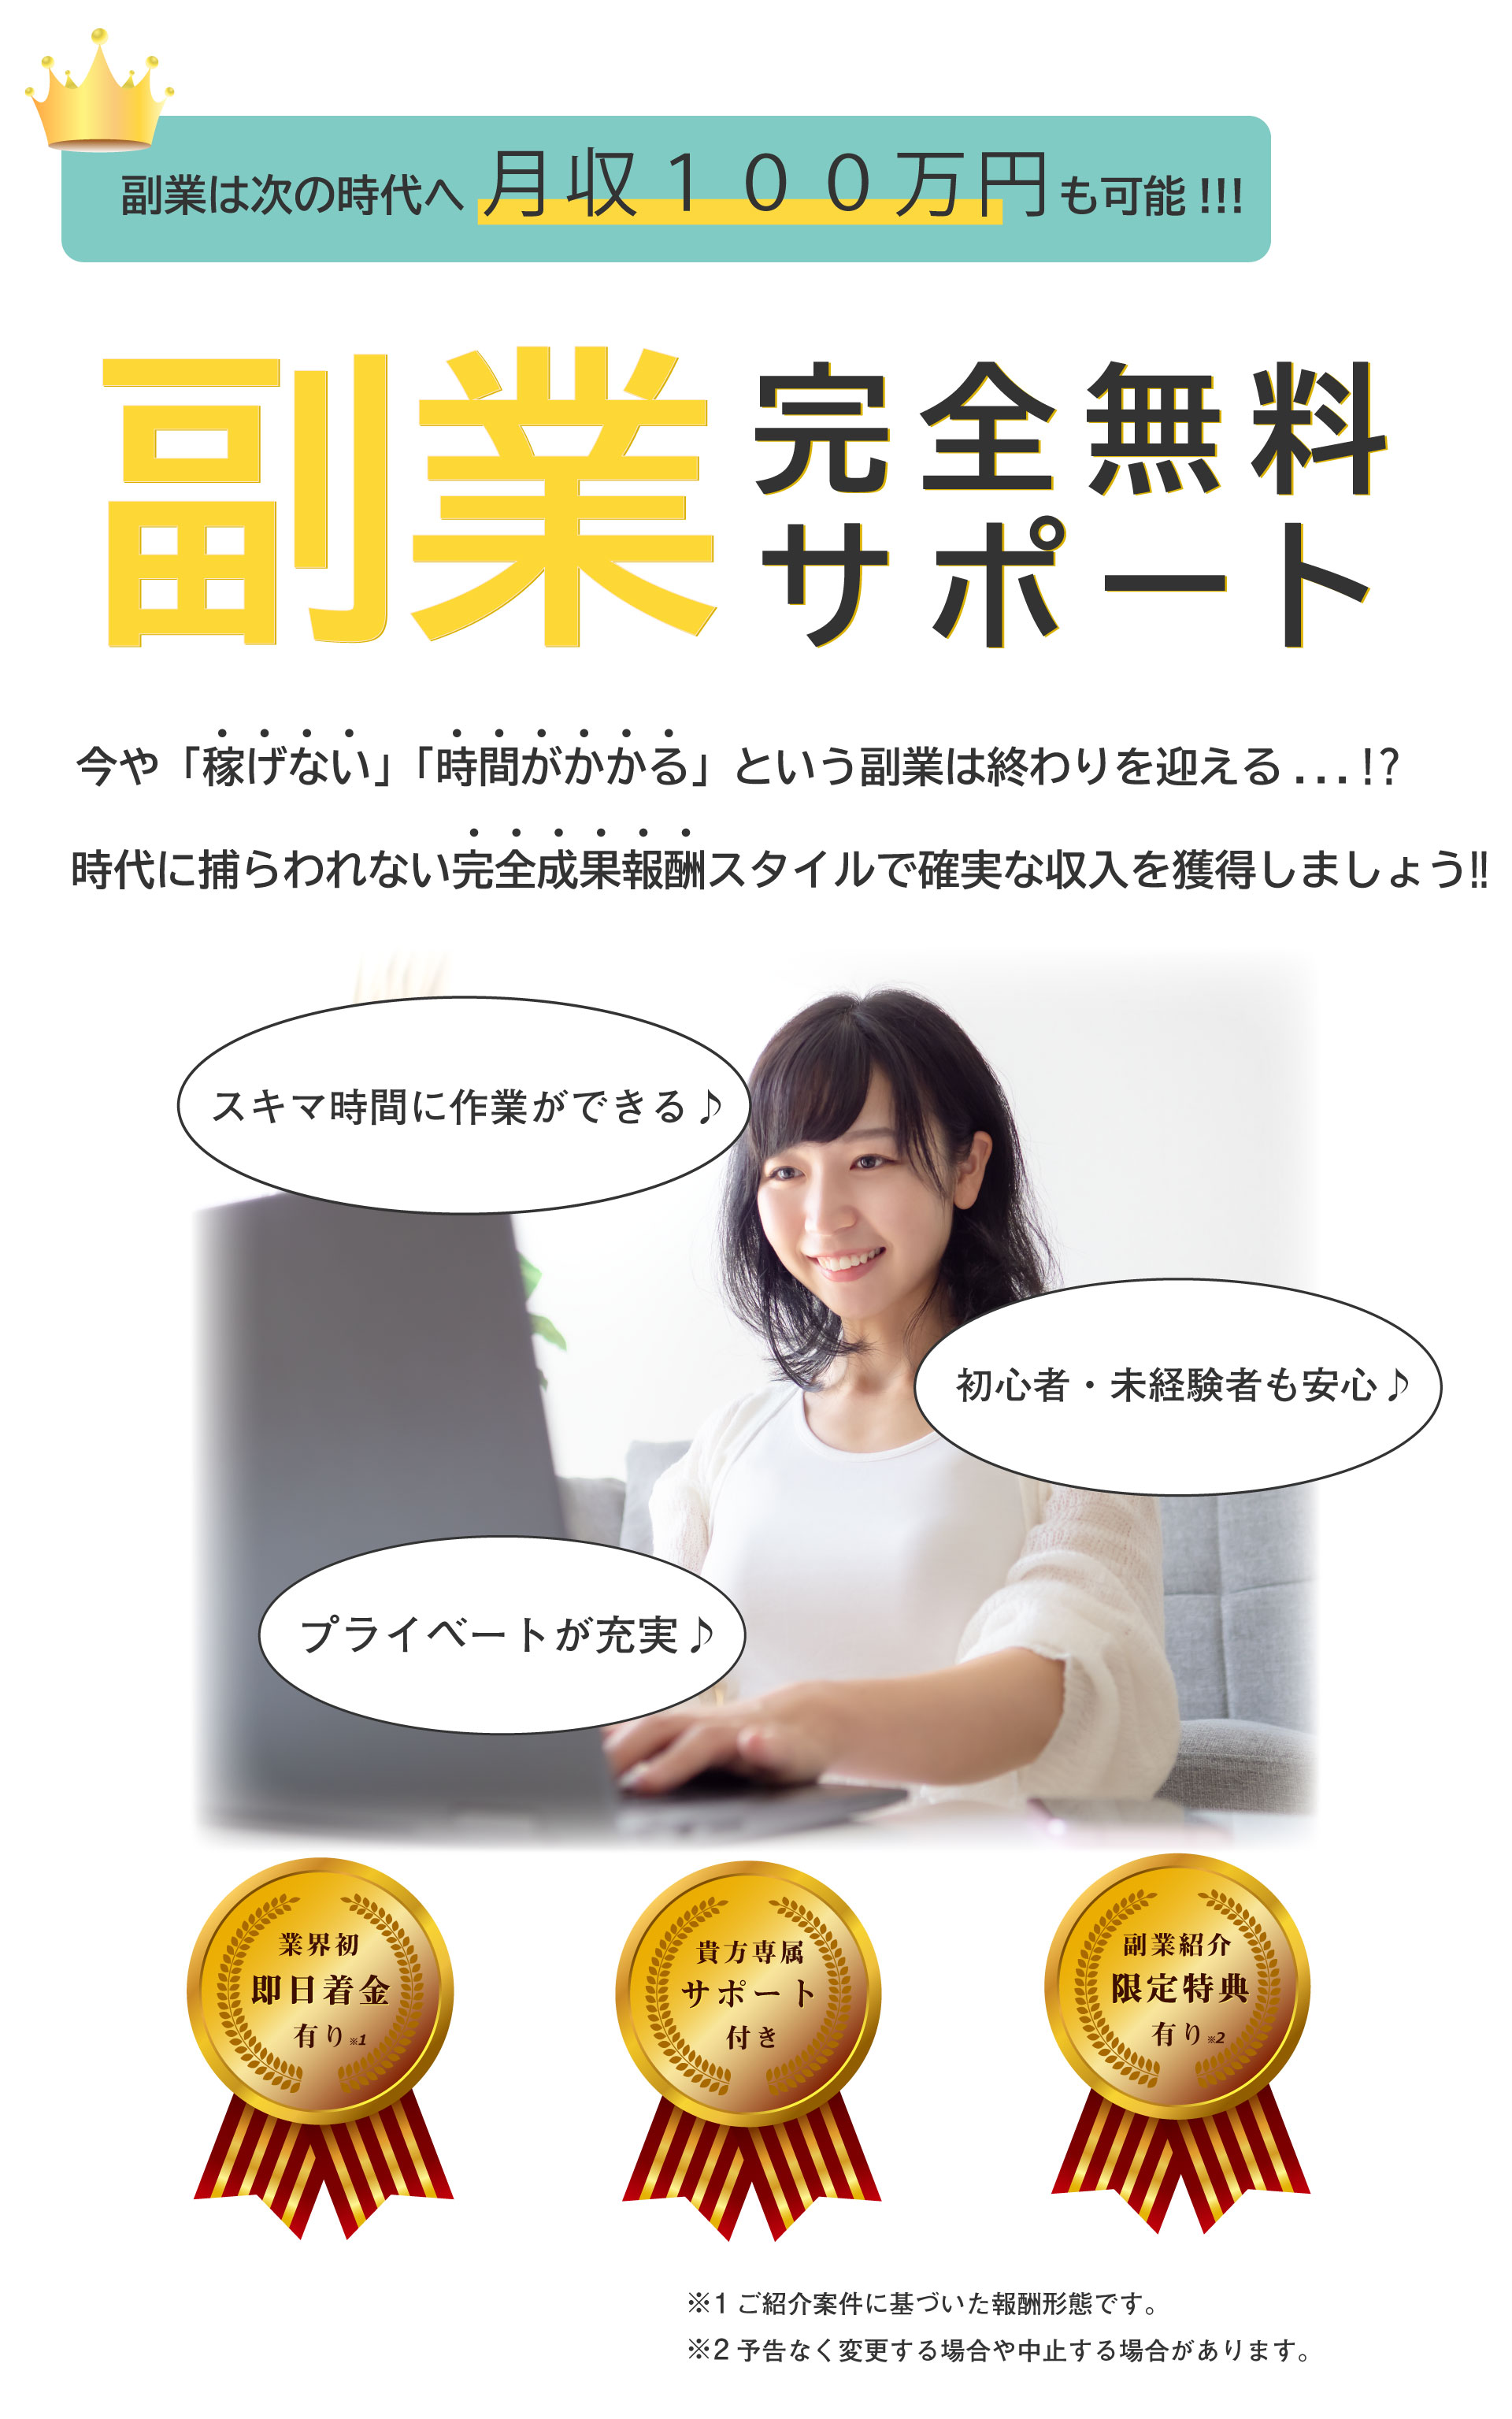 副業は次の時代へ 月収１００万円も可能 !!!
副業 完全無料
サポート
今や「稼げない」「時間がかかる」という副業は終わりを迎える . . . !?
時代に捕らわれない完全成果報酬スタイルで確実な収入を獲得しましょう!!
スキマ時間に作業ができる♪
初心者・未経験者も安心♪
プライベートが充実♪
業界初
即日着金
有り※1
貴方専属
サポート
付き
副業紹介
限定特典
有り※2
※1 ご紹介案件に基づいた報酬形態です。
※2 予告なく変更する場合や中止する場合があります。